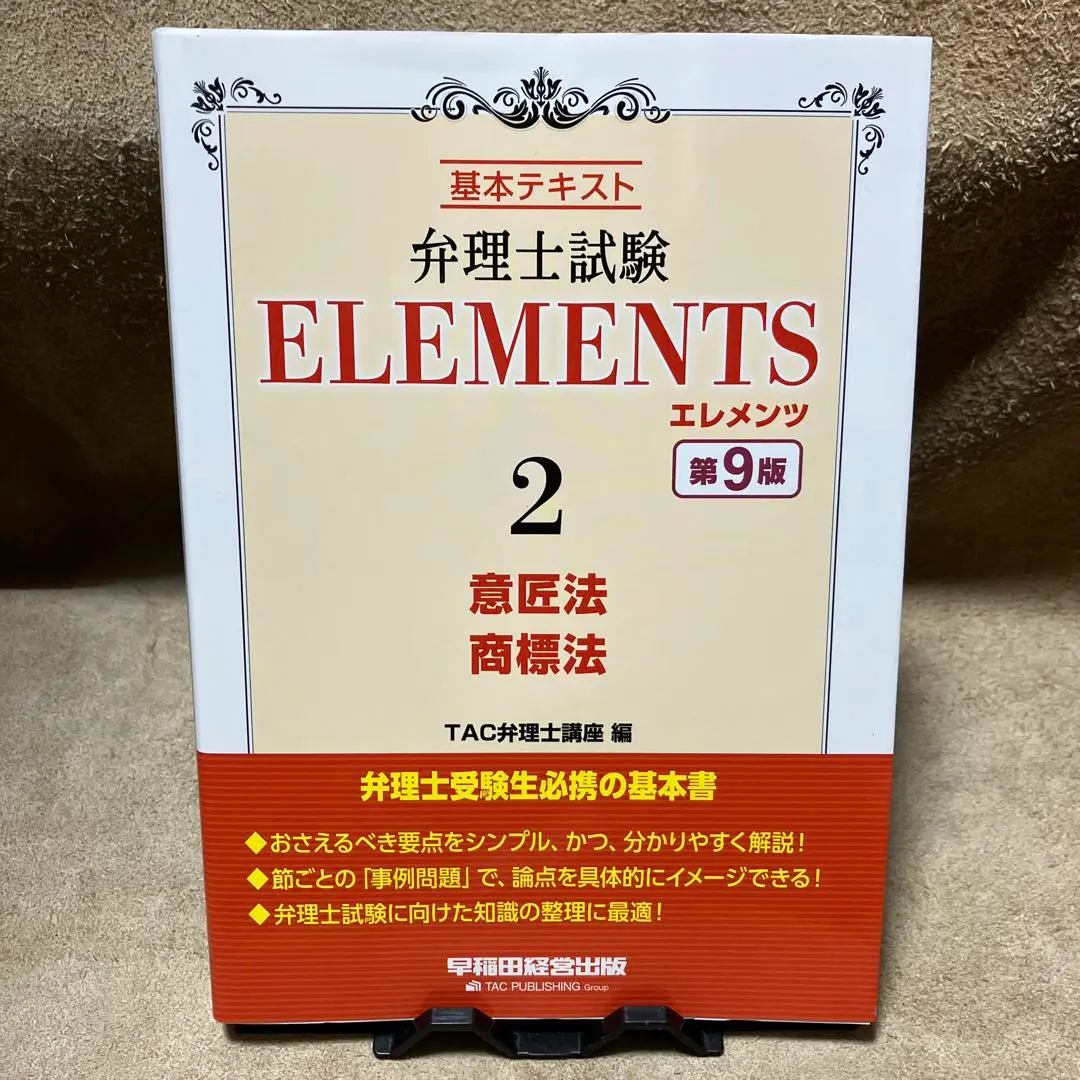 基本テキスト
弁理士試験
ELEMENTS
エレメンツ
第9版
2
意匠法
商標法
TAC弁理士講座 編
弁理士受験生必携の基本書
◆おさえるべき要点をシンプル、かつ、分かりやすく解説!
◆節ごとの「事例問題」で、論点を具体的にイメージできる!
◆弁理士試験に向けた知識の整理に最適!
早稲田経営出版
TAC PUBLISHING Group